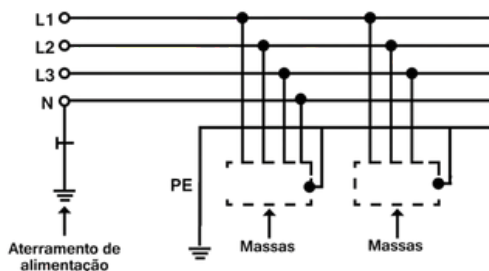 L1
L2
L3
N
PE
Aterramento de
alimentação
Massas
Massas